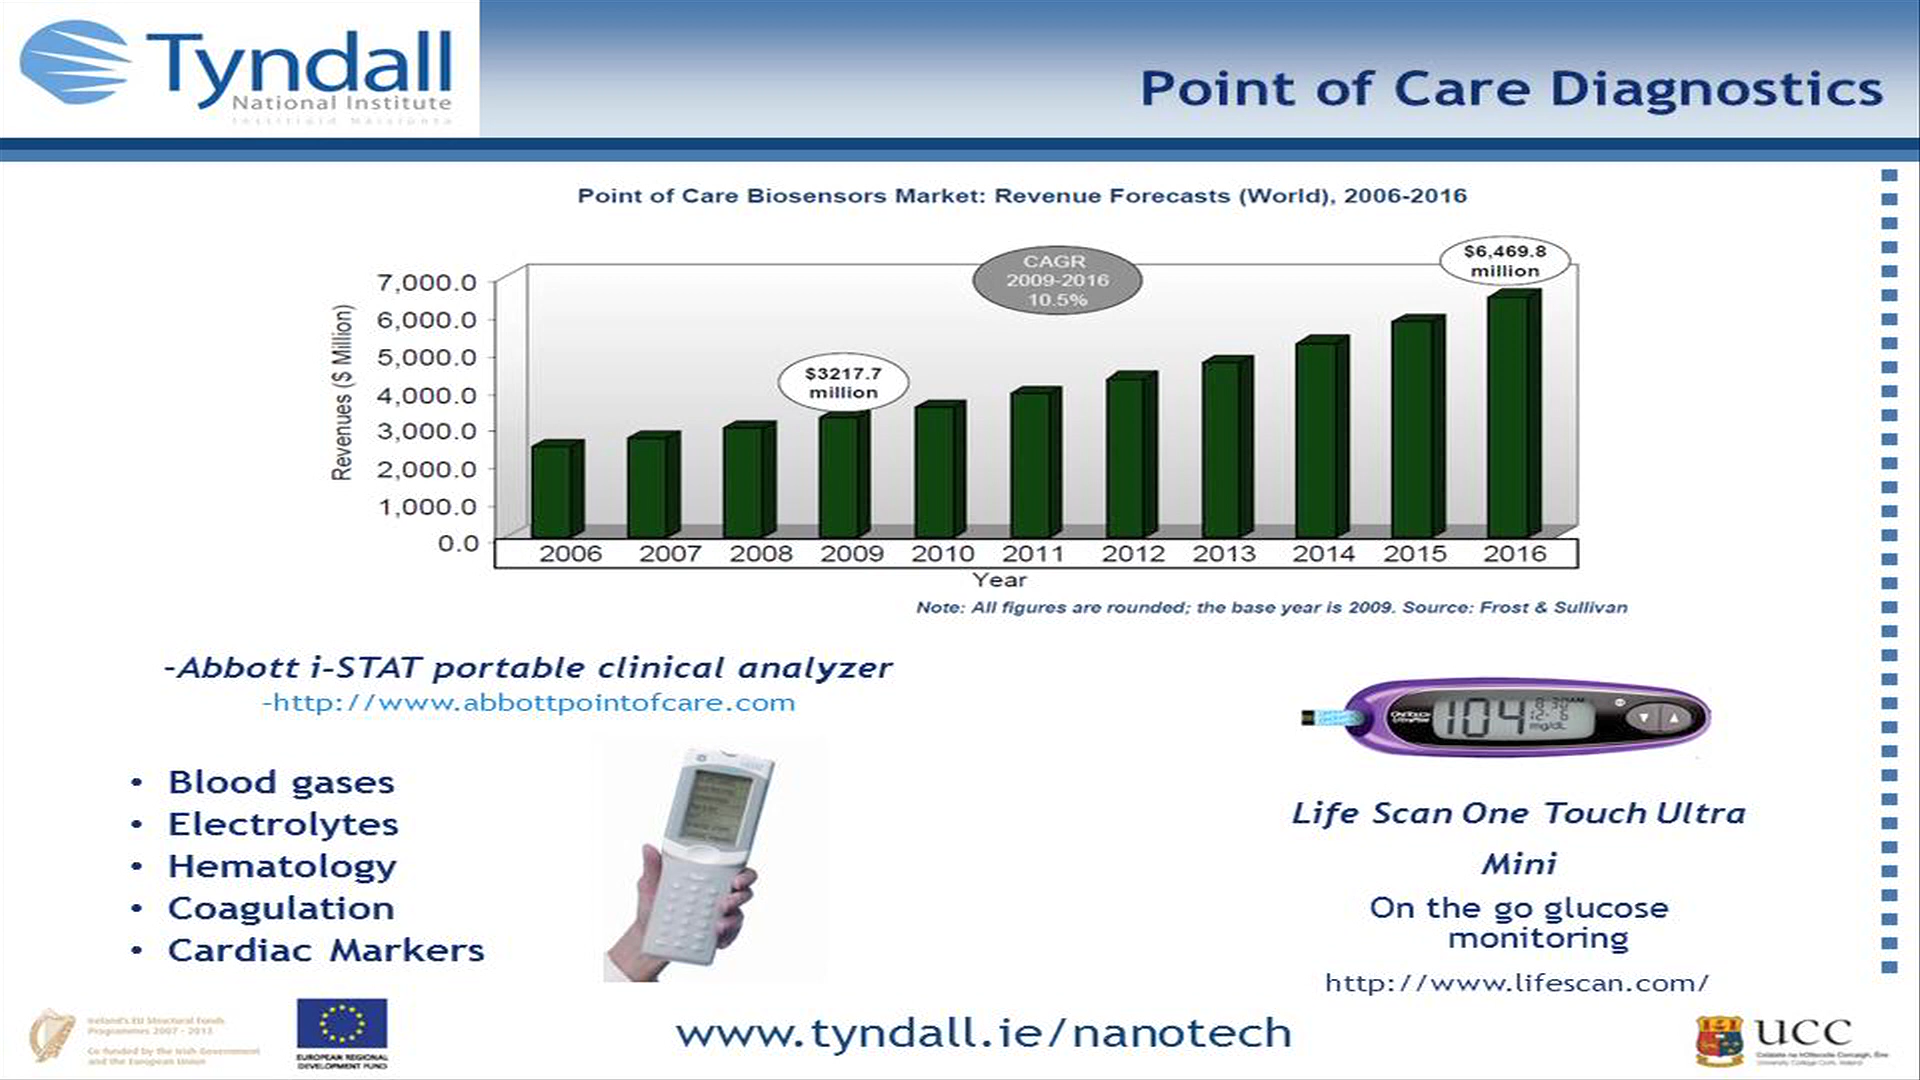 Tyndall
National Institute
Point of Care Diagnostics
Point of Care Biosensors Market: Revenue Forecasts (World), 2006-2016
CAGR
2009-2016
10.5%
$6,469.8
million
$3217.7
million
Revenues ($ Million)
7,000.0
6,000.0
5,000.0
4,000.0
3,000.0
2,000.0
1,000.0
0.0
2006 2007 2008 2009 2010 2011 2012 2013 2014 2015 2016
Year
Note: All figures are rounded; the base year is 2009. Source: Frost & Sullivan
-Abbott i-STAT portable clinical analyzer
-http://www.abbottpointofcare.com
• Blood gases
• Electrolytes
• Hematology
• Coagulation
• Cardiac Markers
104
mg/dL
Life Scan One Touch Ultra
Mini
On the go glucose
monitoring
http://www.lifescan.com/
Ireland's EU Structural Funds
Programmes 2007 - 2013
Co-funded by the Irish Government
and the European Union
EUROPEAN REGIONAL
DEVELOPMENT FUND
www.tyndall.ie/nanotech
UCC